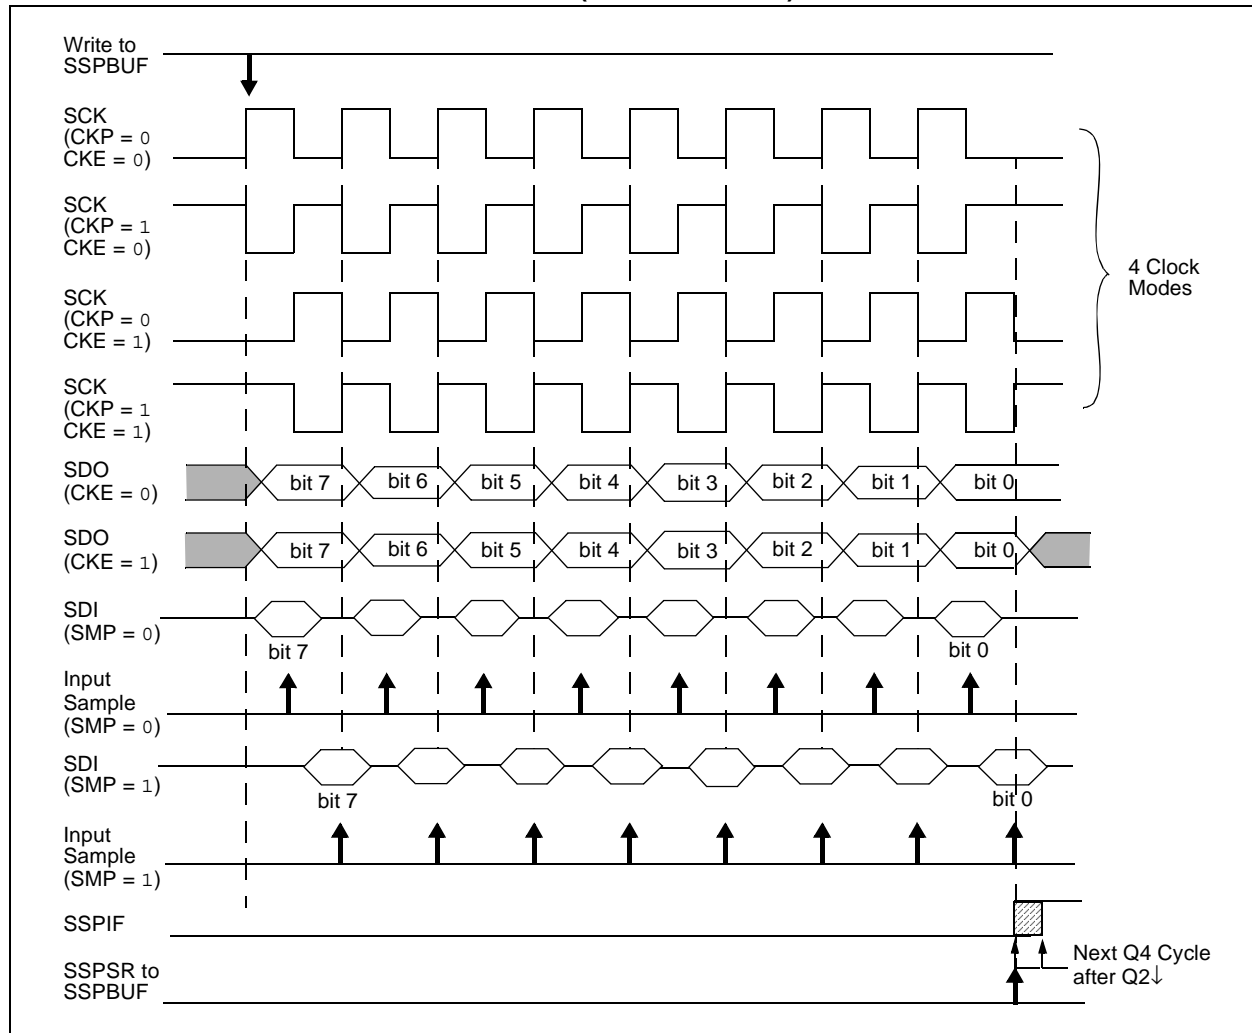 Write to
SSPBUF
SCK
(CKP = 0
CKE = 0)
SCK
(CKP = 1
CKE = 0)
SCK
(CKP = 0
CKE = 1)
SCK
(CKP = 1
CKE = 1)
4 Clock
Modes
SDO
(CKE = 0)
bit 7 bit 6 bit 5 bit 4 bit 3 bit 2 bit 1 bit 0
SDO
(CKE = 1)
bit 7 bit 6 bit 5 bit 4 bit 3 bit 2 bit 1 bit 0
SDI
(SMP = 0)
bit 7 bit 0
Input
Sample
(SMP = 0)
SDI
(SMP = 1)
bit 7 bit 0
Input
Sample
(SMP = 1)
SSPIF
SSPSR to
SSPBUF
Next Q4 Cycle
after Q2↓